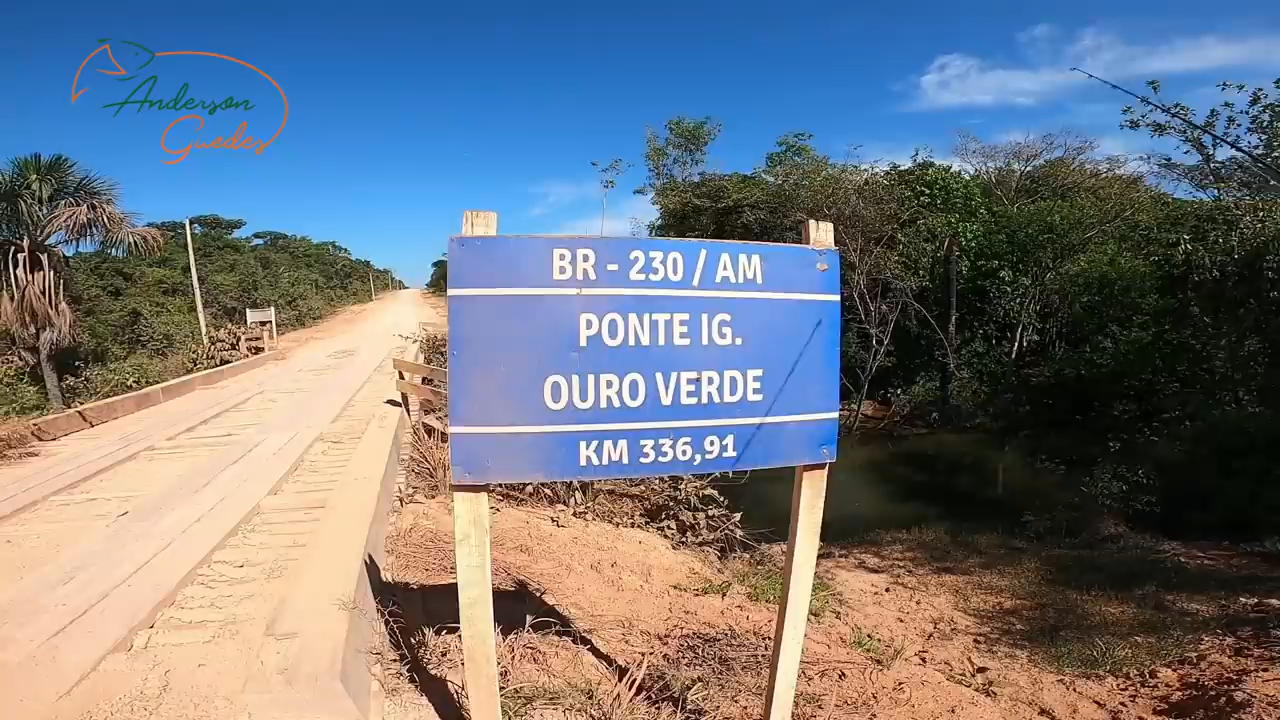 Anderson
Guedes
BR - 230 / AM
PONTE IG.
OURO VERDE
KM 336,91